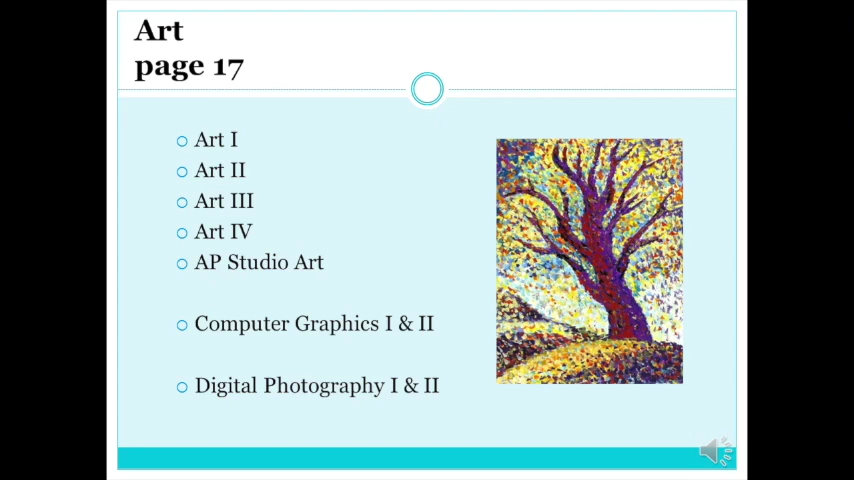 Art
page 17
Art I
Art II
Art III
Art IV
AP Studio Art
Computer Graphics I & II
Digital Photography I & II